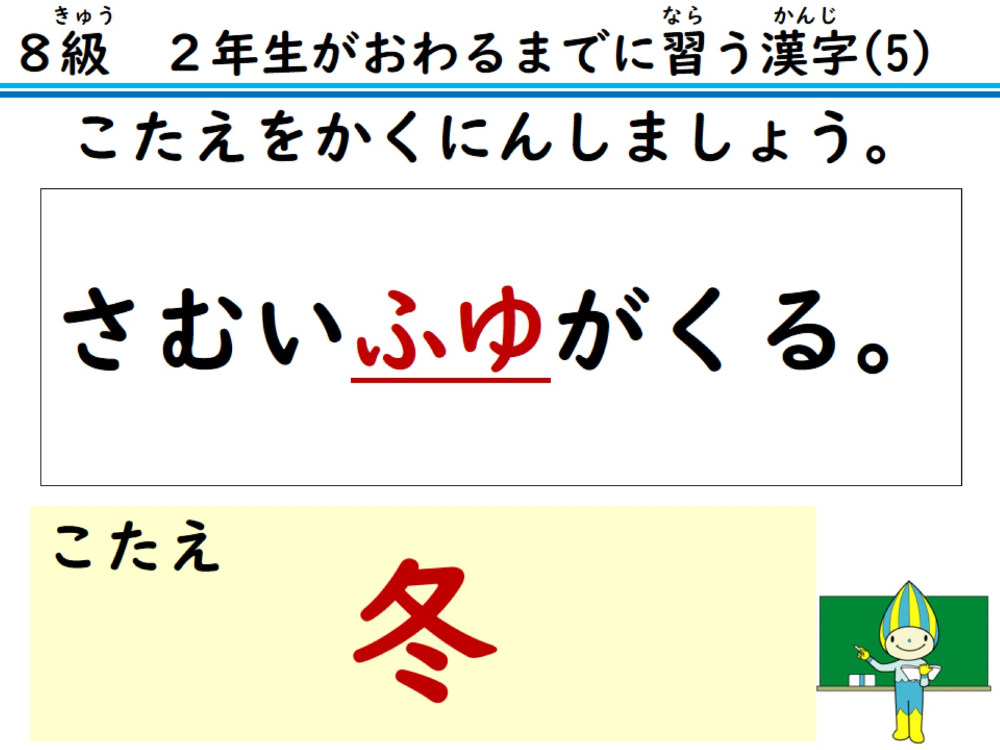 きゅう なら かんじ
８級　２年生がおわるまでに習う漢字(5)
こたえをかくにんしましょう。
さむいふゆがくる。
こたえ
冬